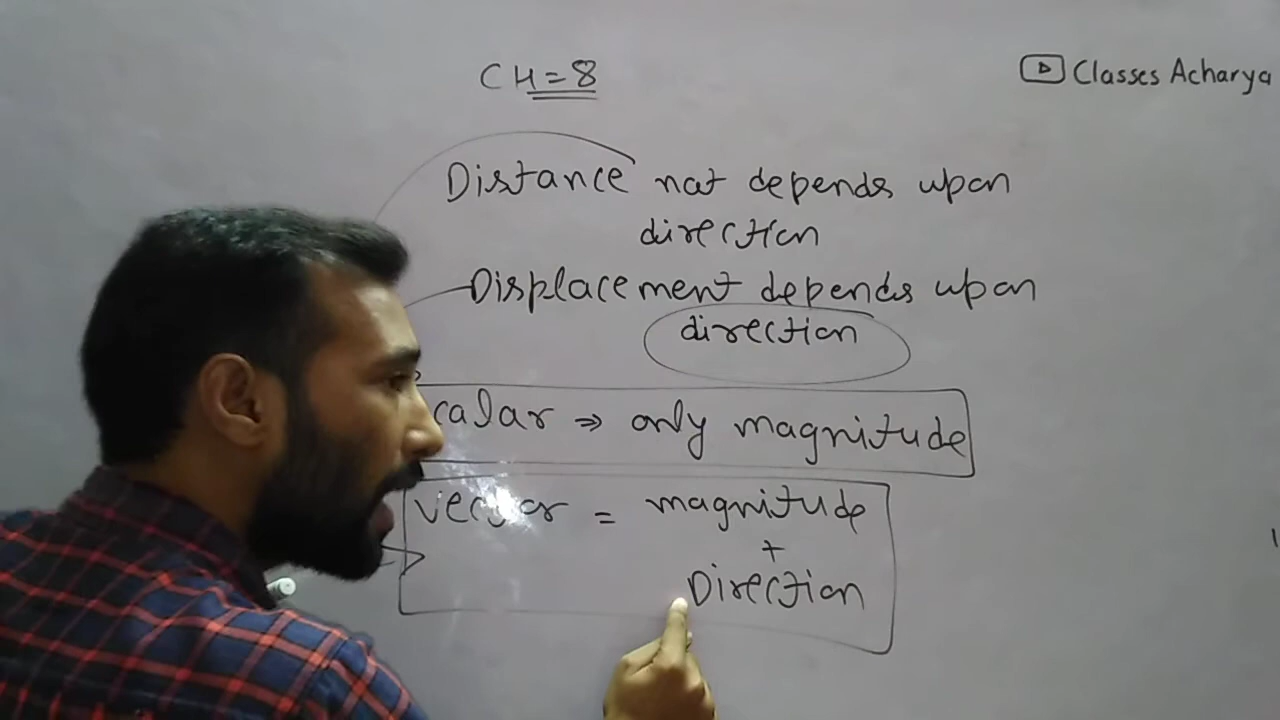 CH=8
Classes Acharya
Distance not depends upon
direction
Displacement depends upon
direction
calar ⇒ only magnitude
vector = magnitude
+
Direction